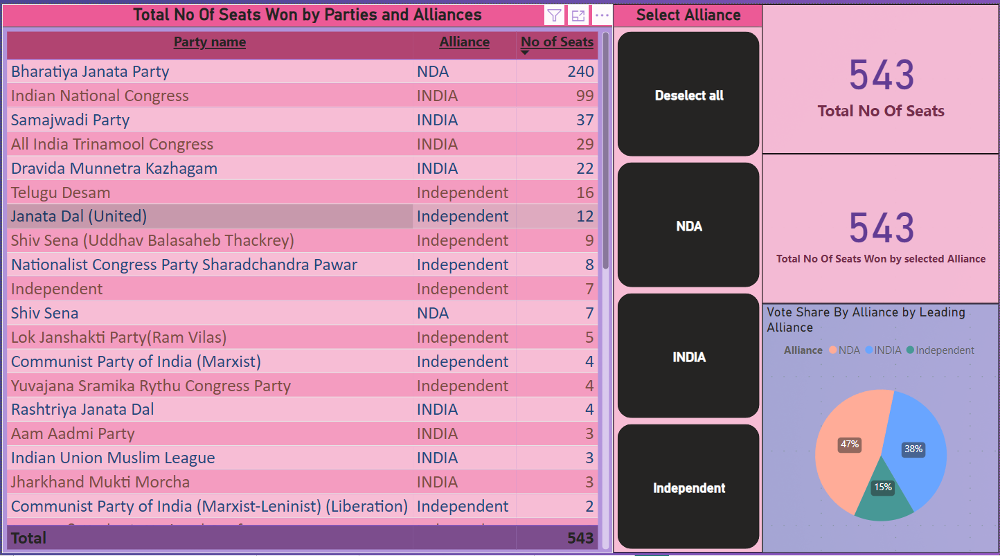 Total No Of Seats Won by Parties and Alliances
Party name Alliance No of Seats
Bharatiya Janata Party NDA 240
Indian National Congress INDIA 99
Samajwadi Party INDIA 37
All India Trinamool Congress INDIA 29
Dravida Munnetra Kazhagam INDIA 22
Telugu Desam Independent 16
Janata Dal (United) Independent 12
Shiv Sena (Uddhav Balasaheb Thackrey) Independent 9
Nationalist Congress Party Sharadchandra Pawar Independent 8
Independent Independent 7
Shiv Sena NDA 7
Lok Janshakti Party(Ram Vilas) Independent 5
Communist Party of India (Marxist) Independent 4
Yuvajana Sramika Rythu Congress Party Independent 4
Rashtriya Janata Dal INDIA 4
Aam Aadmi Party INDIA 3
Indian Union Muslim League INDIA 3
Jharkhand Mukti Morcha INDIA 3
Communist Party of India (Marxist-Leninist) (Liberation) Independent 2
Total 543
Select Alliance
Deselect all
NDA
INDIA
Independent
543
Total No Of Seats
543
Total No Of Seats Won by selected Alliance
Vote Share By Alliance by Leading
Alliance
Alliance NDA INDIA Independent
47%
38%
15%